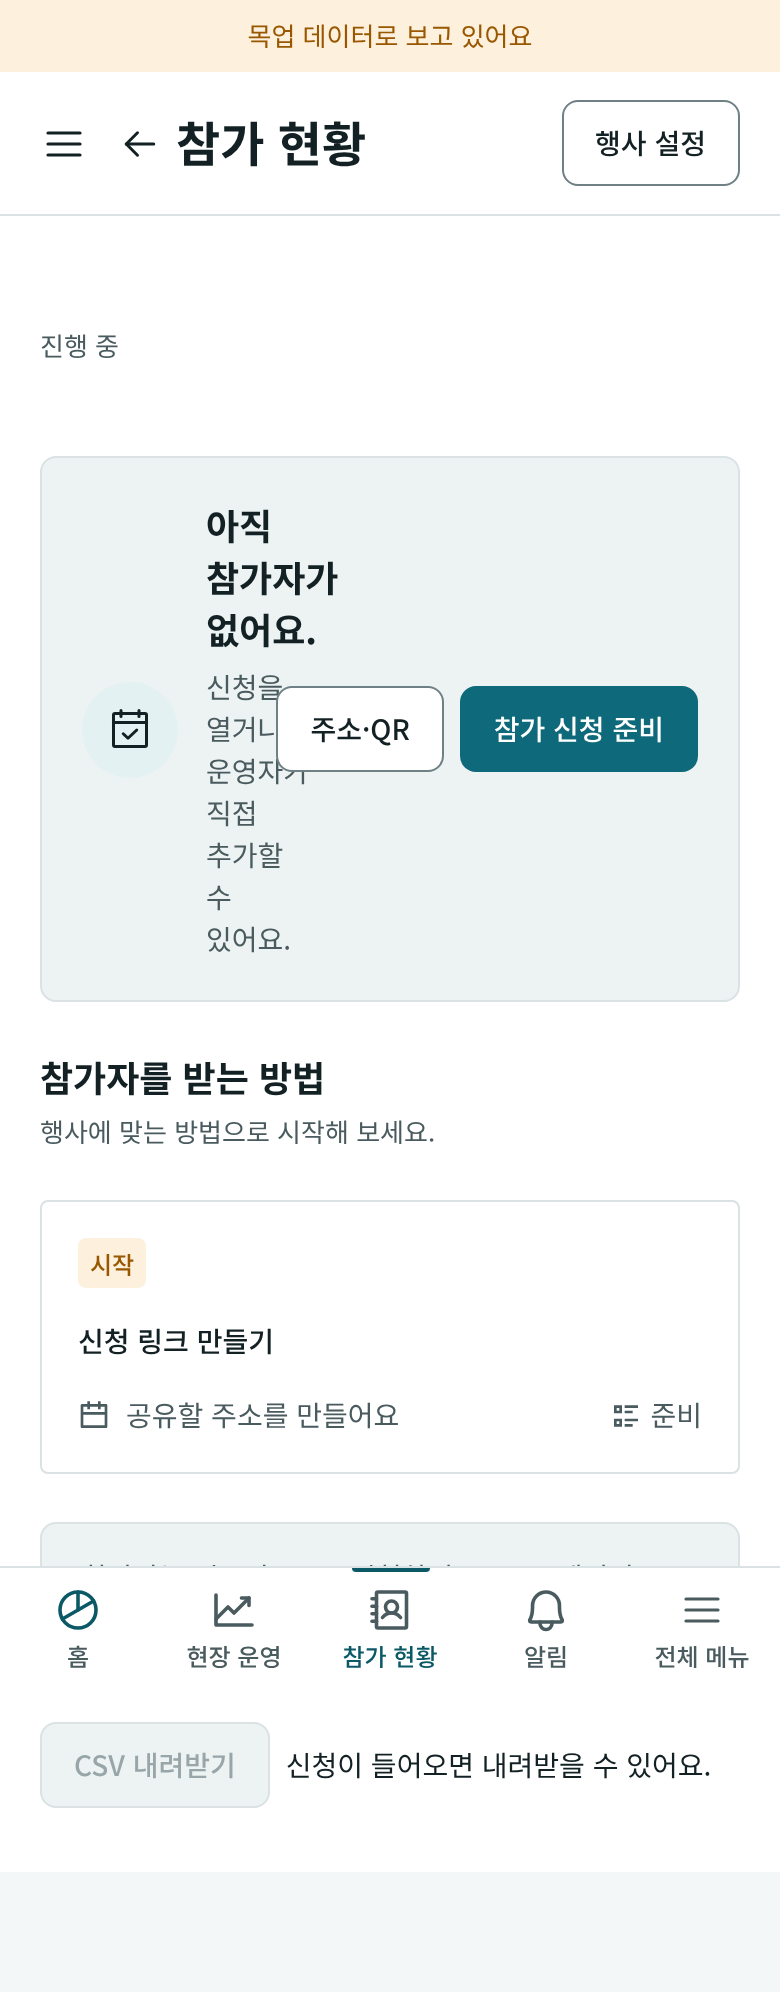 목업 데이터로 보고 있어요
참가 현황
행사 설정
진행 중
아직
참가자가
없어요.
신청을
열거나
직접
추가할
수
있어요.
주소·QR
참가 신청 준비
참가자를 받는 방법
행사에 맞는 방법으로 시작해 보세요.
시작
신청 링크 만들기
공유할 주소를 만들어요
준비
홈
현장 운영
참가 현황
알림
전체 메뉴
CSV 내려받기
신청이 들어오면 내려받을 수 있어요.